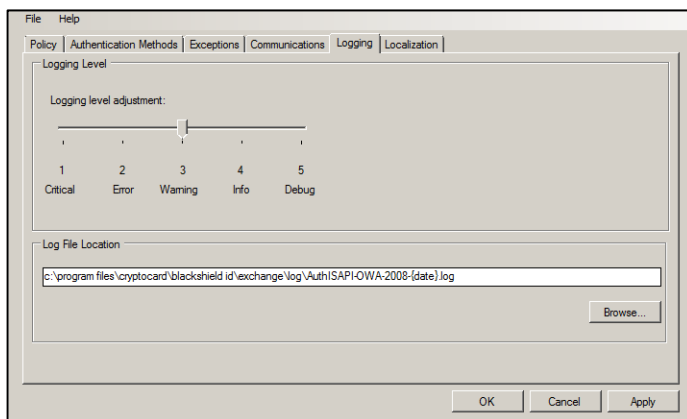 File Help
Policy Authentication Methods Exceptions Communications Logging Localization
Logging Level
Logging level adjustment:
1 2 3 4 5
Critical Error Warning Info Debug
Log File Location
c:\program files\cryptocard\blackshield id\exchange\log\AuthISAPI-OWA-2008-{date}.log
Browse...
OK Cancel Apply